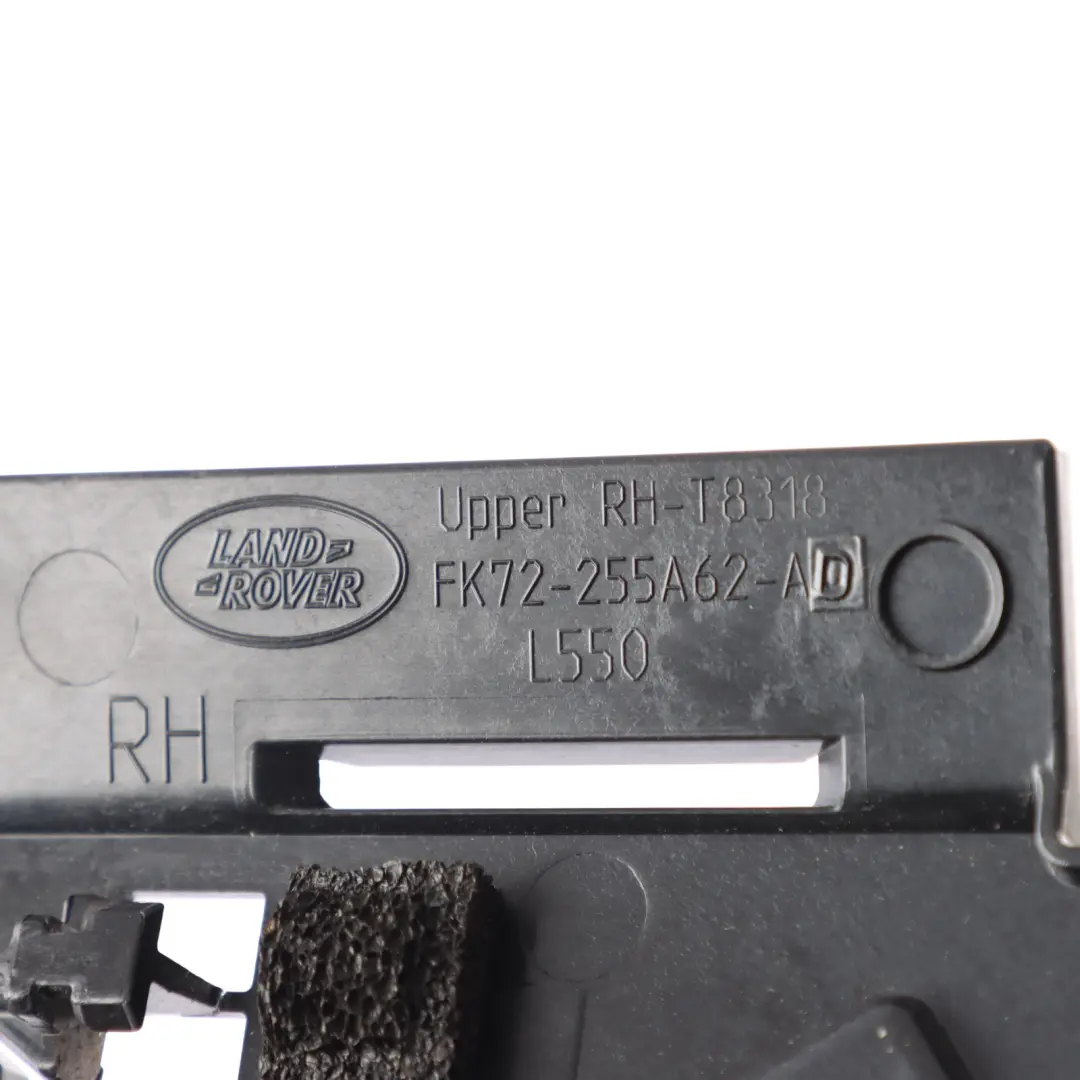 LAND
ROVER
Upper RH-T8318
FK72-255A62-AD
L550
RH